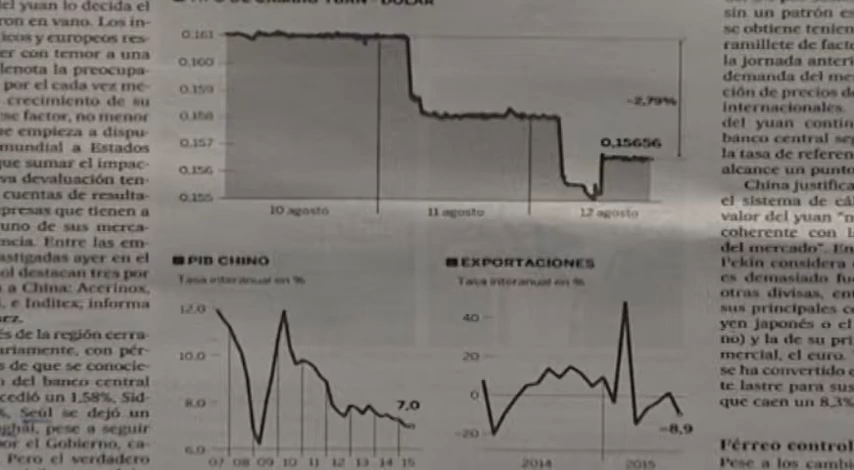 el yuan lo decida el
ron en vano. Los in-
icos y europeos res-
er con temor a una
lenota la preocupa-
por el cada vez me-
crecimiento de su
se factor, no menor
se empieza a dispu-
mundial a Estados
que sumar el impac-
va devaluación ten-
cuentas de resulta-
presas que tienen a
uno de sus merca-
ncia. Entre las em-
astigadas ayer en el
ol destacan tres por
a China: Acerinox,
, e Inditex, informa
ez.
és de la región cerra-
ariamente, con pér-
s de que se conocie-
n del banco central
cedió un 1,58%, Sid-
%, Seúl se dejó un
nghái, pese a seguir
por el Gobierno, ca-
Pero el verdadero
DÓLAR
0,161
0,160
0,159
0,158
0,157
0,156
0,155
-2,79%
0,15656
10 agosto
11 agosto
12 agosto
PIB CHINO
Tasa interanual en %
12,0
10,0
8,0
6,0
7,0
07 08 09 10 11 12 13 14 15
EXPORTACIONES
Tasa interanual en %
40
20
0
-20
-8,9
2014
2015
sin un patrón es
se obtiene tenien
ramillete de facto
la jornada anteri
demanda del me
ción de precios de
internacionales.
del yuan contin
banco central se
la tasa de referen
alcance un punto
China justifica
el sistema de cál
valor del yuan "m
coherente con l
del mercado". En
Pekín considera
es demasiado fu
otras divisas, ent
sus principales c
yen japonés o el
no) y la de su pri
mercial, el euro.
se ha convertido
te lastre para sus
que caen un 8,3%
Férreo control
Pese a los cambi